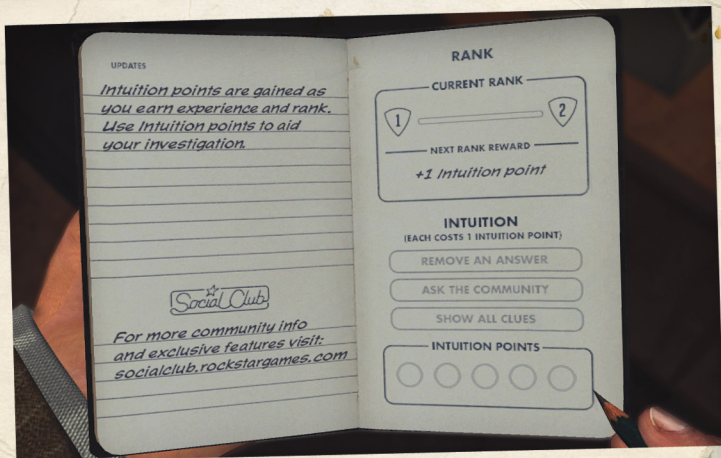 UPDATES
Intuition points are gained as
you earn experience and rank.
Use Intuition points to aid
your investigation.
Social Club
For more community info
and exclusive features visit:
socialclub.rockstargames.com
RANK
CURRENT RANK
1 2
NEXT RANK REWARD
+1 Intuition point
INTUITION
(EACH COSTS 1 INTUITION POINT)
REMOVE AN ANSWER
ASK THE COMMUNITY
SHOW ALL CLUES
INTUITION POINTS